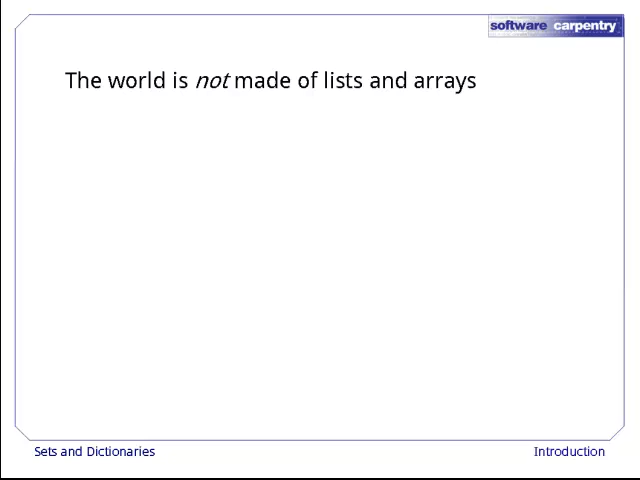 software carpentry
The world is not made of lists and arrays
Sets and Dictionaries
Introduction